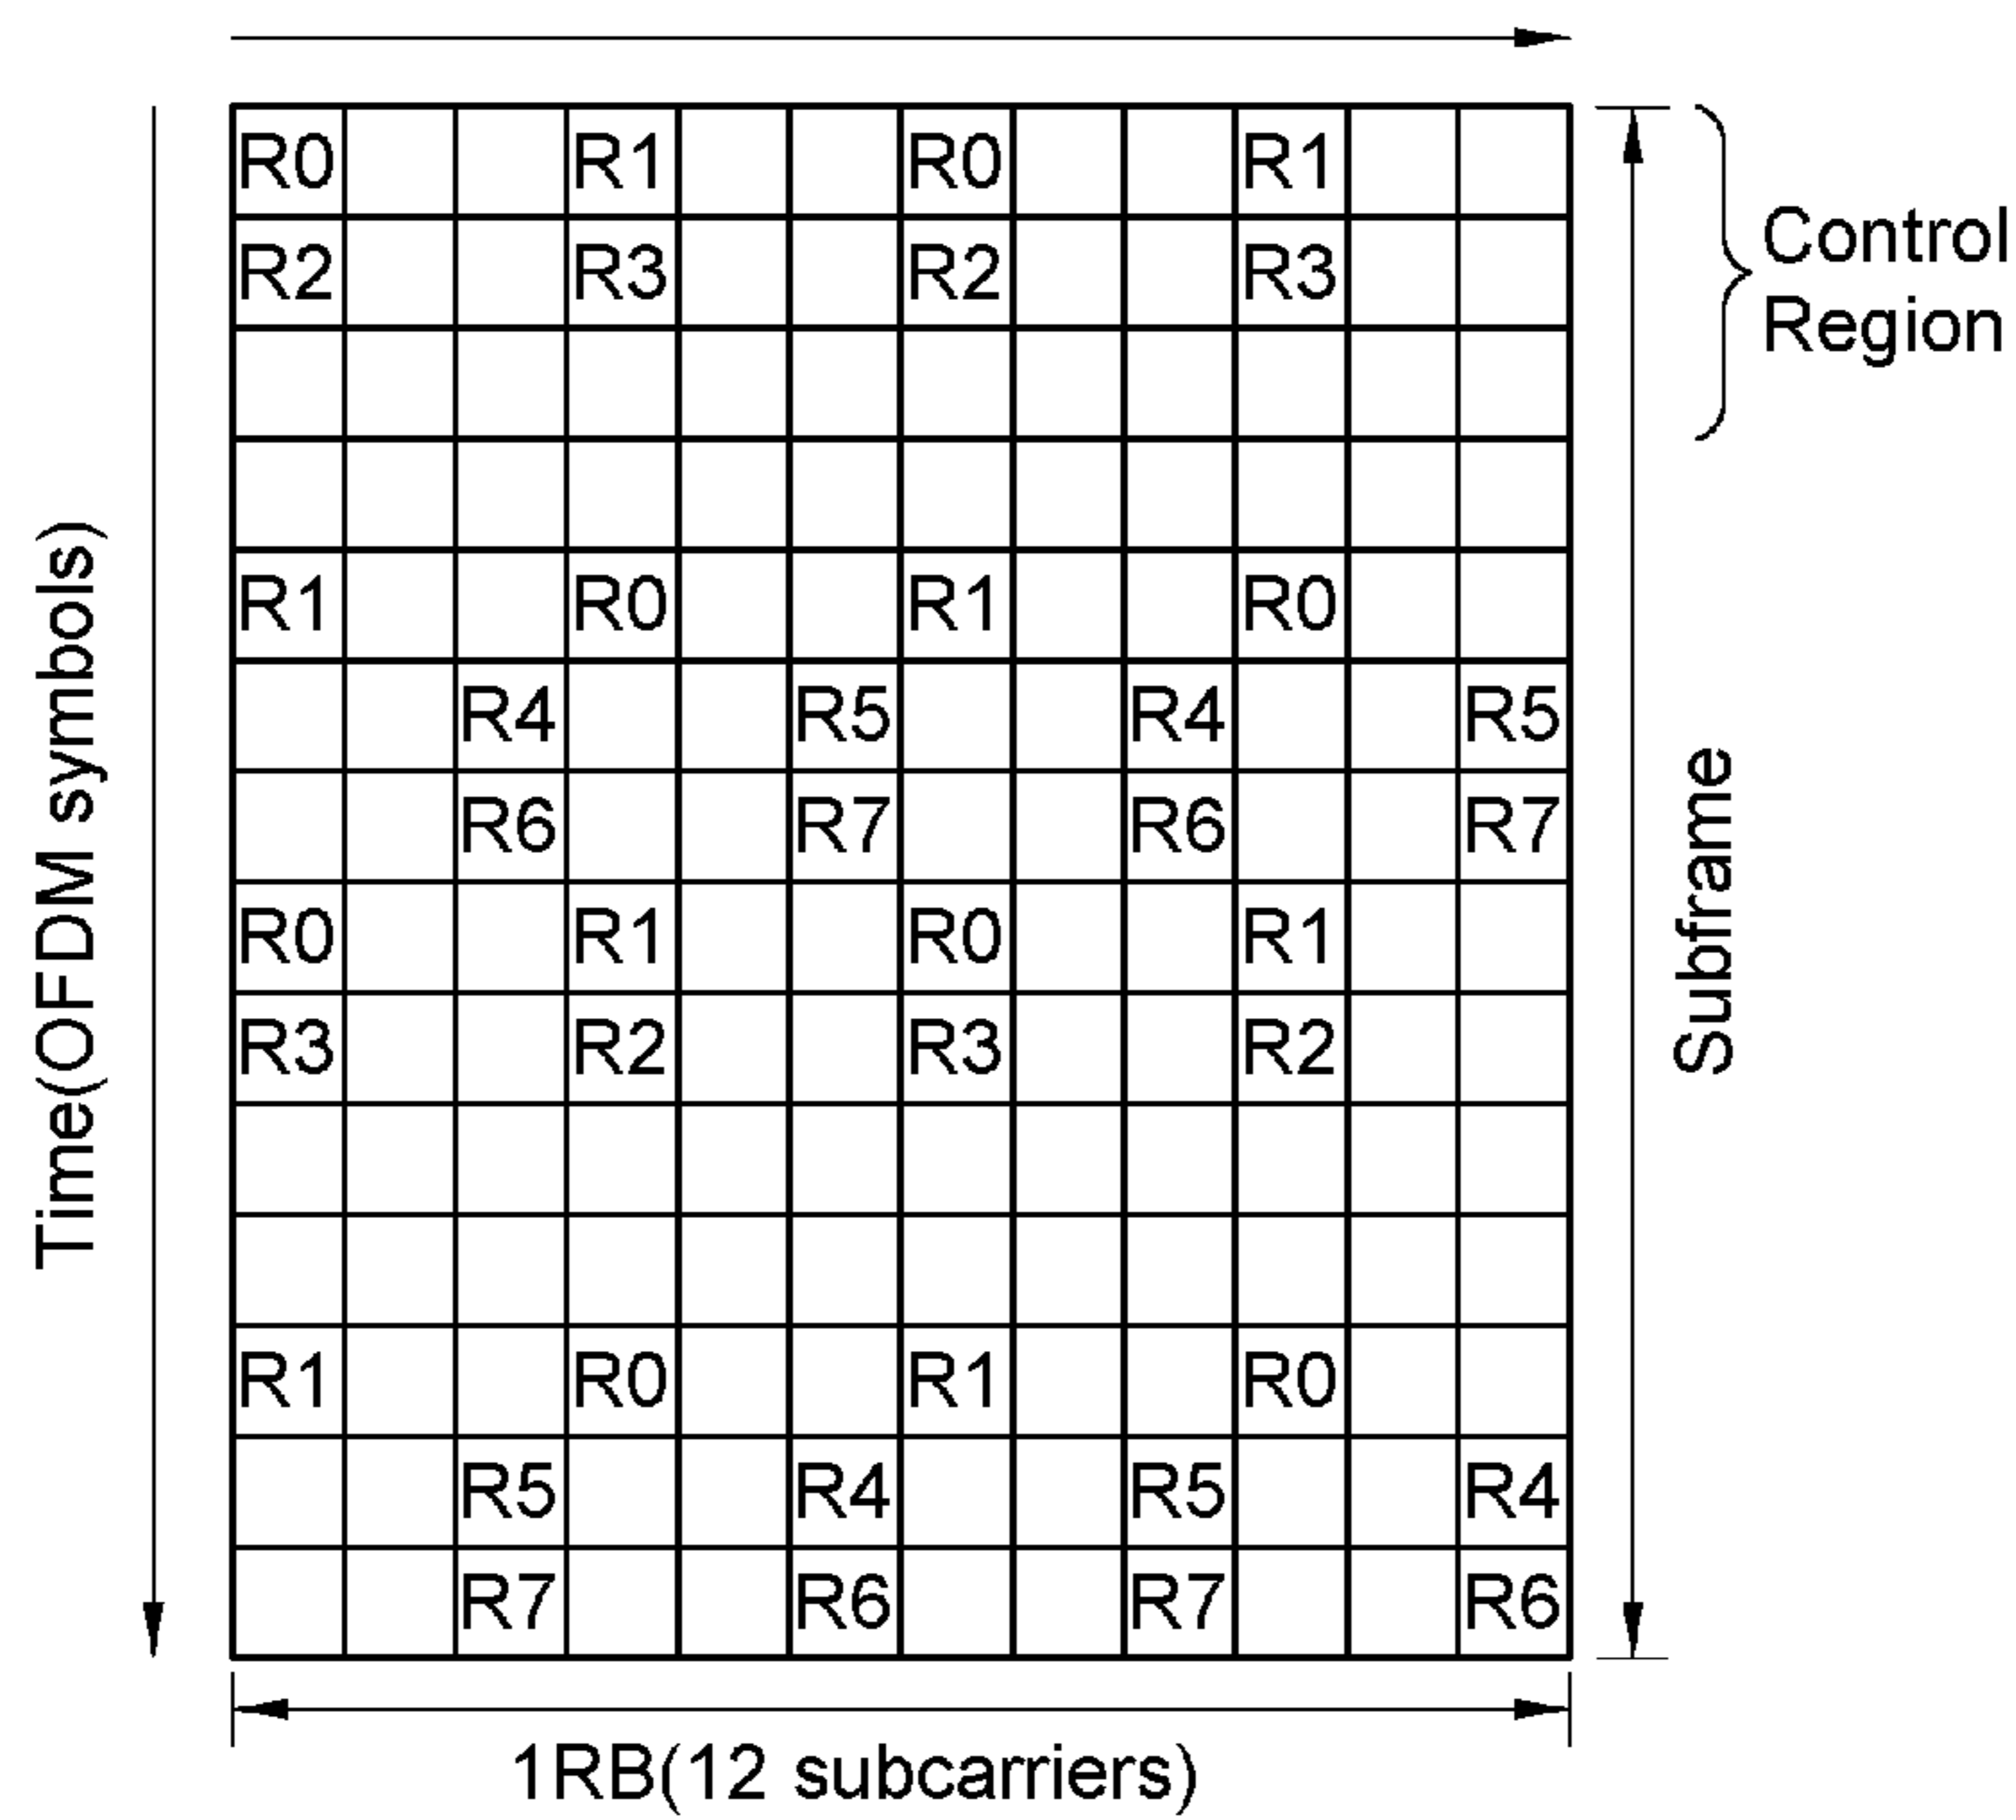 R0 R1 R0 R1
R2 R3 R2 R3
Control
Region
R1 R0 R1 R0
R4 R5 R4 R5
R6 R7 R6 R7
R0 R1 R0 R1
R3 R2 R3 R2
R1 R0 R1 R0
R5 R4 R5 R4
R7 R6 R7 R6
Time(OFDM symbols)
Subframe
1RB(12 subcarriers)